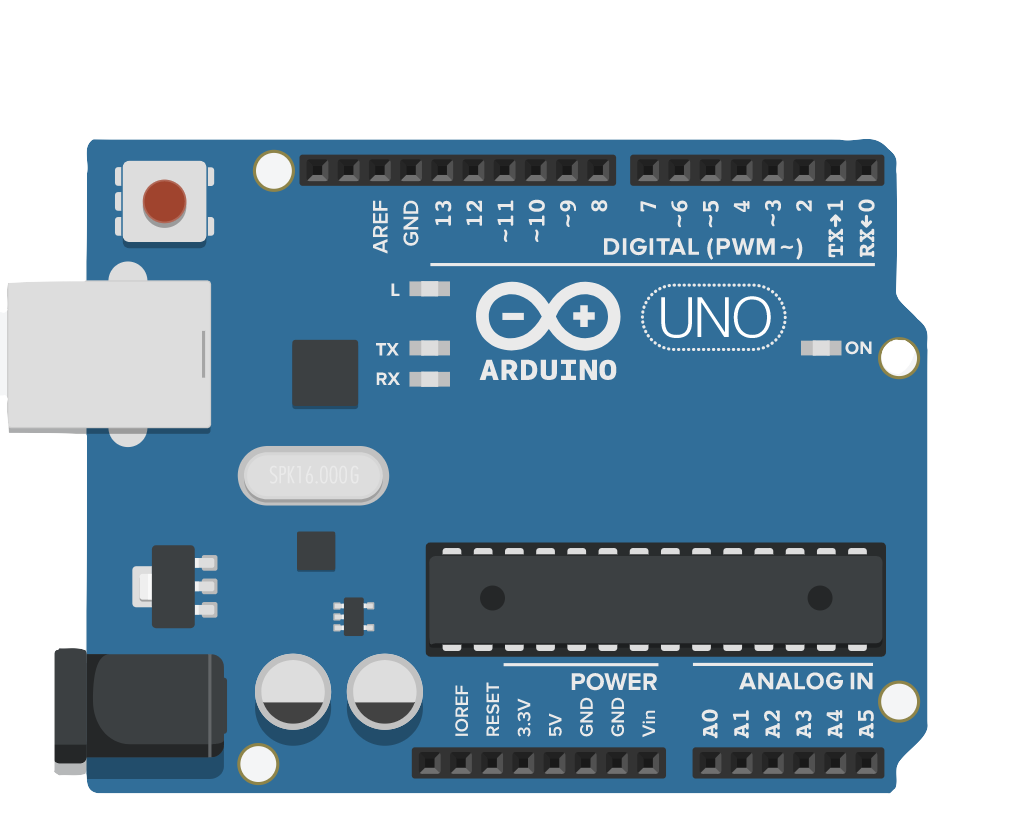 AREF
GND
13
12
~11
~10
~9
8
7
~6
~5
4
~3
2
TX→1
RX←0
DIGITAL (PWM~)
L
TX
RX
ARDUINO
UNO
ON
SPK16.000G
POWER
ANALOG IN
IOREF
RESET
3.3V
5V
GND
GND
Vin
A0
A1
A2
A3
A4
A5